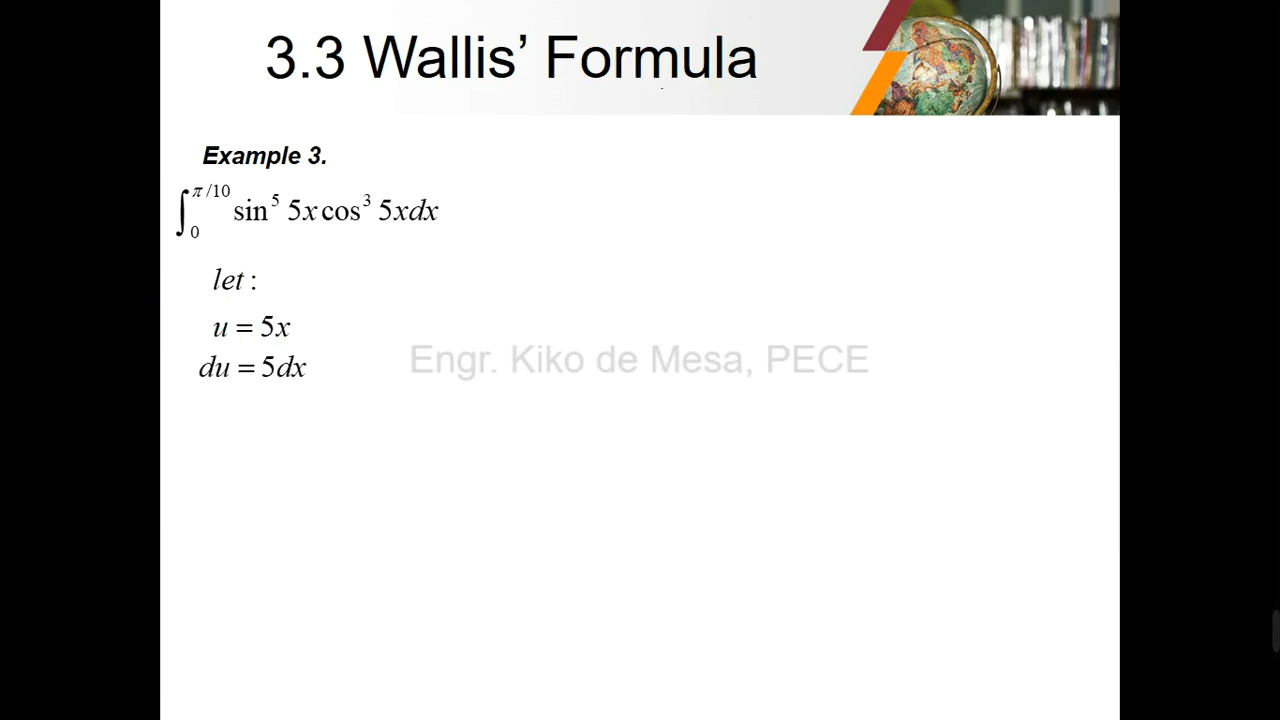 3.3 Wallis’ Formula
Example 3.
∫₀^{π/10} sin⁵ 5x cos³ 5xdx
let :
u = 5x
du = 5dx
Engr. Kiko de Mesa, PECE